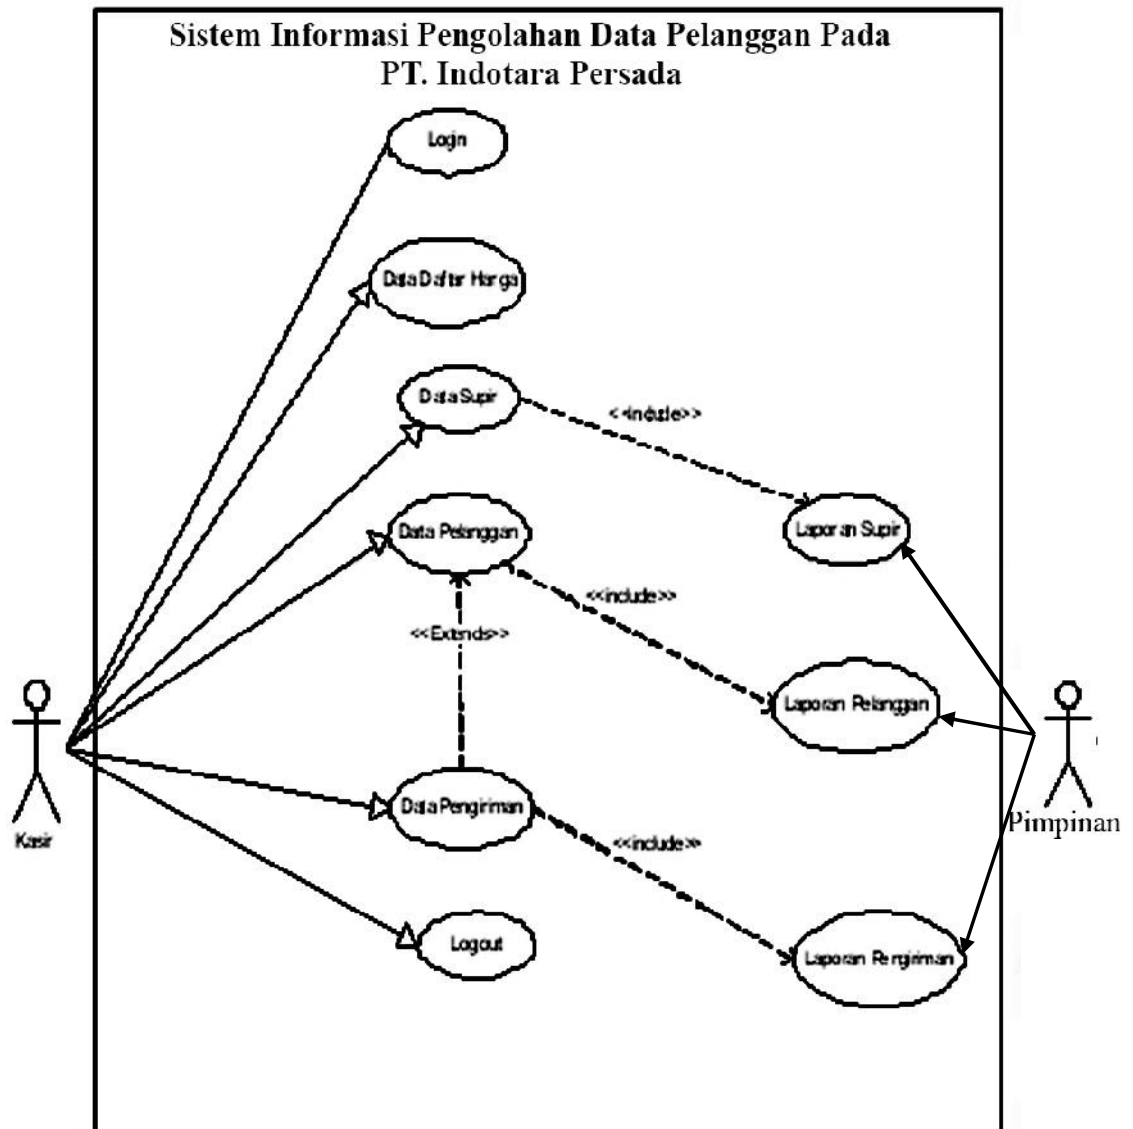 Sistem Informasi Pengolahan Data Pelanggan Pada
PT. Indotara Persada
Login
Data Daftar Harga
Data Supir
<<include>>
Data Pelanggan
Laporan Supir
<<include>>
<<Extends>>
Laporan Pelanggan
Data Pengiriman
Kasir
Pimpinan
<<include>>
Logout
Laporan Pengiriman